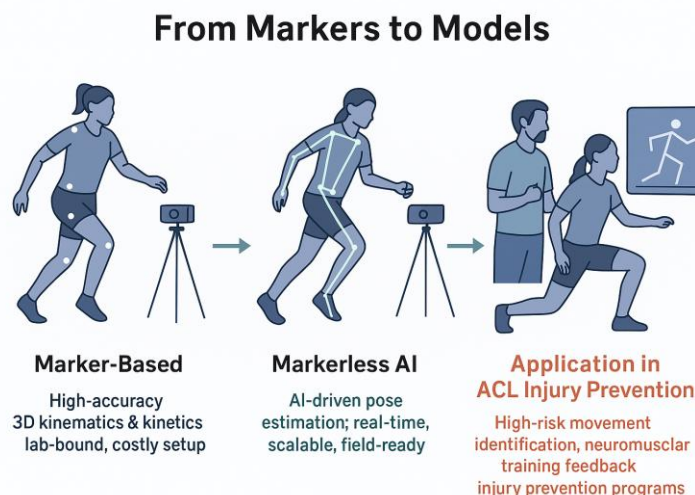 From Markers to Models
Marker-Based
High-accuracy
3D kinematics & kinetics
lab-bound, costly setup
Markerless AI
AI-driven pose
estimation; real-time,
scalable, field-ready
Application in
ACL Injury Prevention
High-risk movement
identification, neuromusclar
training feedback
injury prevention programs